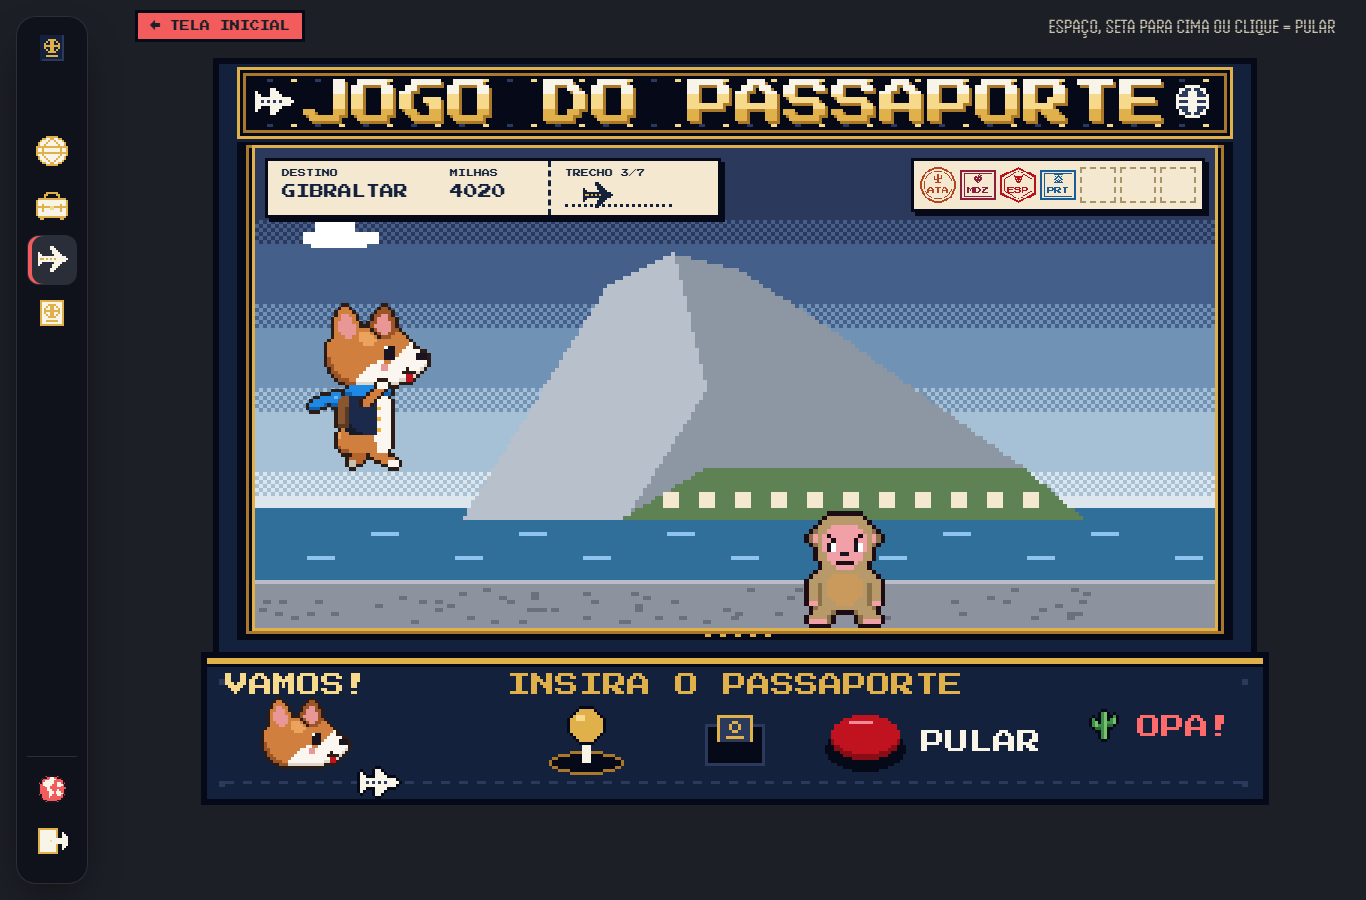 TELA INICIAL
ESPAÇO, SETA PARA CIMA OU CLIQUE = PULAR
JOGO DO PASSAPORTE
DESTINO
GIBRALTAR
MILHAS
4020
TRECHO 3/7
ATA
MDZ
ESP
PRT
VAMOS!
INSIRA O PASSAPORTE
PULAR
OPA!